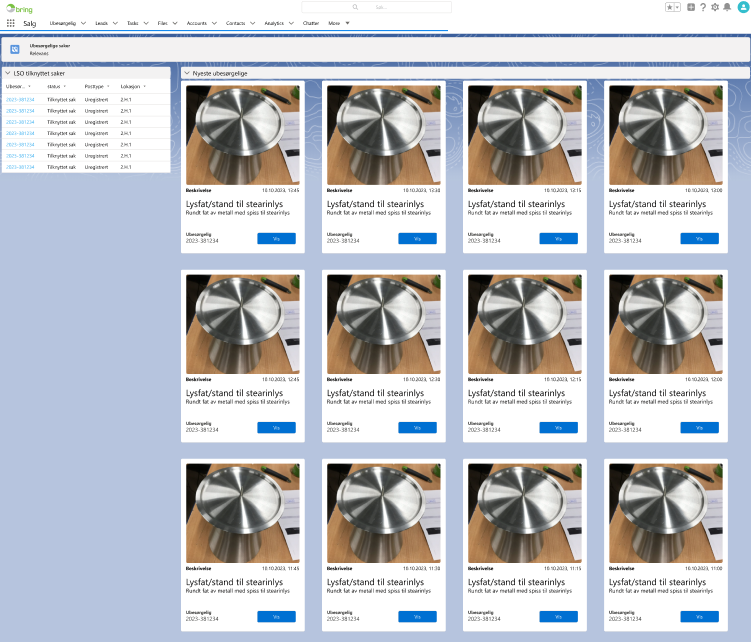 bring
Søk...
Salg
Ubesørgelig
Leads
Tasks
Files
Accounts
Contacts
Analytics
Chatter
More
Ubesørgelige saker
Relevans
LSO tilknyttet saker
Ubesør...
Status
Posttype
Lokasjon
2023-381234 Tilknyttet sak Uregistrert 2.H.1
2023-381234 Tilknyttet sak Uregistrert 2.H.1
2023-381234 Tilknyttet sak Uregistrert 2.H.1
2023-381234 Tilknyttet sak Uregistrert 2.H.1
2023-381234 Tilknyttet sak Uregistrert 2.H.1
2023-381234 Tilknyttet sak Uregistrert 2.H.1
2023-381234 Tilknyttet sak Uregistrert 2.H.1
Nyeste ubesørgelige
Beskrivelse 10.10.2023, 13:45
Lysfat/stand til stearinlys
Rundt fat av metall med spiss til stearinlys
Ubesørgelig
2023-381234
Vis
Beskrivelse 10.10.2023, 13:30
Lysfat/stand til stearinlys
Rundt fat av metall med spiss til stearinlys
Ubesørgelig
2023-381234
Vis
Beskrivelse 10.10.2023, 13:15
Lysfat/stand til stearinlys
Rundt fat av metall med spiss til stearinlys
Ubesørgelig
2023-381234
Vis
Beskrivelse 10.10.2023, 13:00
Lysfat/stand til stearinlys
Rundt fat av metall med spiss til stearinlys
Ubesørgelig
2023-381234
Vis
Beskrivelse 10.10.2023, 12:45
Lysfat/stand til stearinlys
Rundt fat av metall med spiss til stearinlys
Ubesørgelig
2023-381234
Vis
Beskrivelse 10.10.2023, 12:30
Lysfat/stand til stearinlys
Rundt fat av metall med spiss til stearinlys
Ubesørgelig
2023-381234
Vis
Beskrivelse 10.10.2023, 12:15
Lysfat/stand til stearinlys
Rundt fat av metall med spiss til stearinlys
Ubesørgelig
2023-381234
Vis
Beskrivelse 10.10.2023, 12:00
Lysfat/stand til stearinlys
Rundt fat av metall med spiss til stearinlys
Ubesørgelig
2023-381234
Vis
Beskrivelse 10.10.2023, 11:45
Lysfat/stand til stearinlys
Rundt fat av metall med spiss til stearinlys
Ubesørgelig
2023-381234
Vis
Beskrivelse 10.10.2023, 11:30
Lysfat/stand til stearinlys
Rundt fat av metall med spiss til stearinlys
Ubesørgelig
2023-381234
Vis
Beskrivelse 10.10.2023, 11:15
Lysfat/stand til stearinlys
Rundt fat av metall med spiss til stearinlys
Ubesørgelig
2023-381234
Vis
Beskrivelse 10.10.2023, 11:00
Lysfat/stand til stearinlys
Rundt fat av metall med spiss til stearinlys
Ubesørgelig
2023-381234
Vis